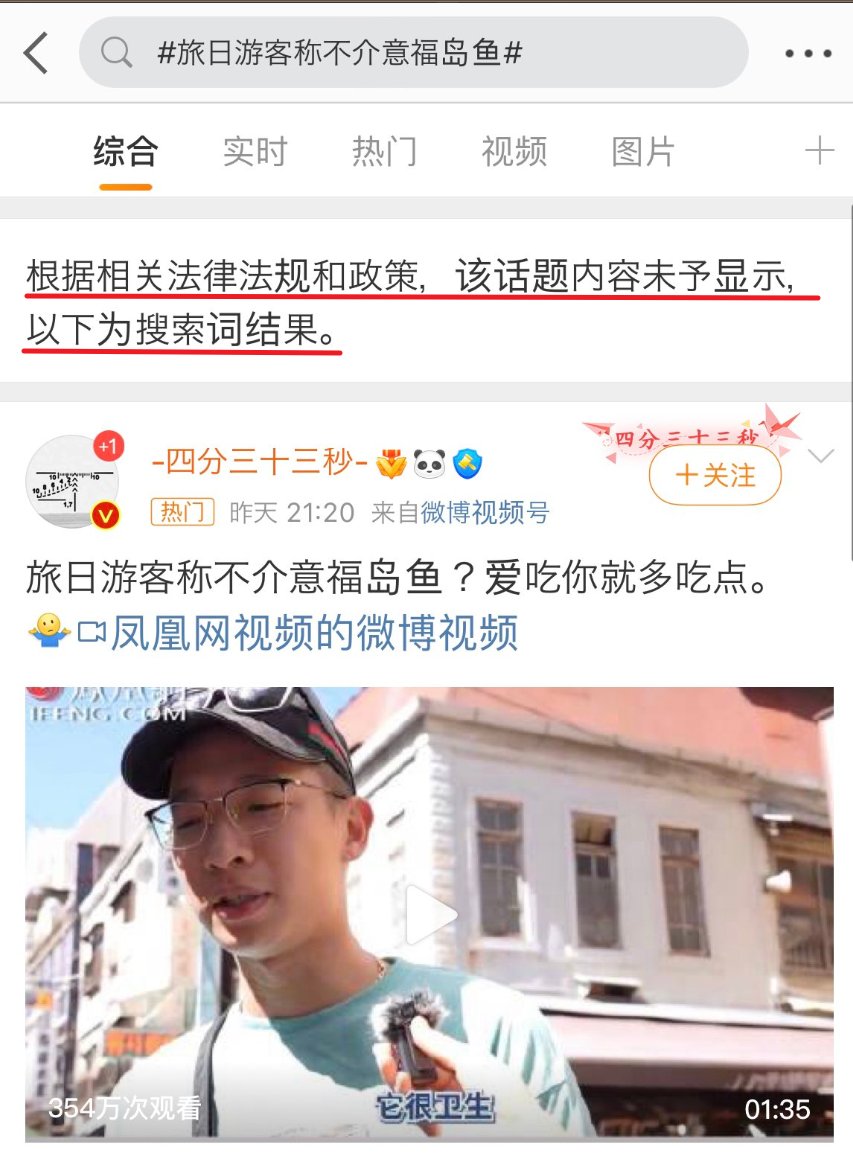 #旅日游客称不介意福岛鱼#
综合 实时 热门 视频 图片
根据相关法律法规和政策，该话题内容未予显示，
以下为搜索词结果。
+1
-四分三十三秒-
四分三十三秒
+关注
热门 昨天 21:20 来自微博视频号
旅日游客称不介意福岛鱼？爱吃你就多吃点。
凤凰网视频的微博视频
IFENG.COM
它很卫生
354万次观看
01:35